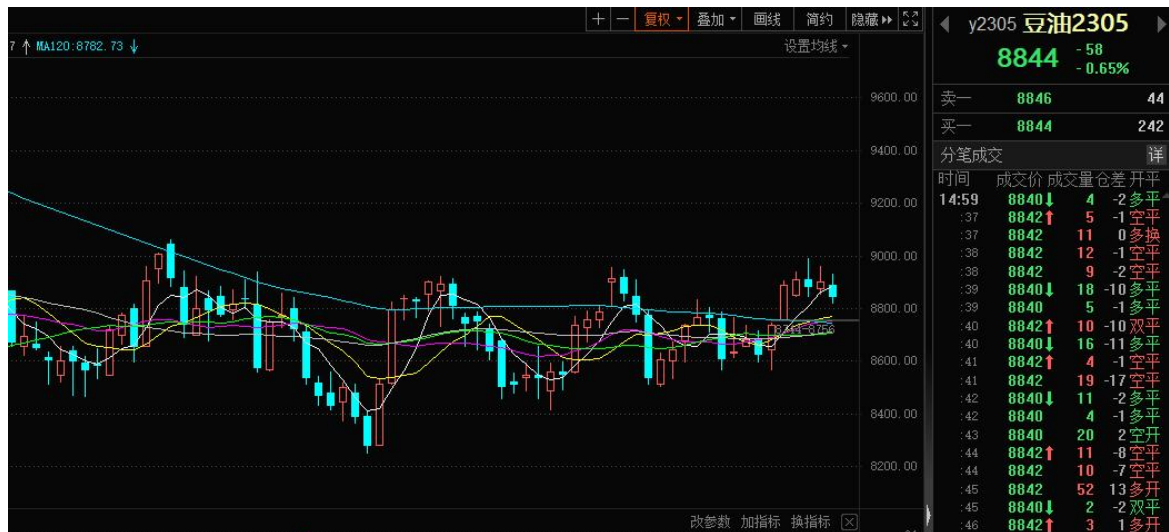 + - 复权 叠加 画线 简约 隐藏
7 ↑ MA120:8782.73 ↓
设置均线
9600.00
9400.00
9200.00
9000.00
8800.00
8600.00
8400.00
8200.00
改参数 加指标 换指标
y2305 豆油2305
8844
-58
-0.65%
卖一 8846 44
买一 8844 242
分笔成交 详
时间 成交价 成交量 仓差 开平
14:59 8840↓ 4 -2 多平
:37 8842↑ 5 -1 空平
:37 8842 11 0 多换
:38 8842 12 -1 空平
:38 8842 9 -2 空平
:39 8840↓ 18 -10 多平
:39 8840 5 -1 多平
:40 8842↑ 10 -10 双平
:40 8840↓ 16 -11 多平
:41 8842↑ 4 -1 空平
:41 8842 19 -17 空平
:42 8840↓ 11 -2 多平
:42 8840 4 -1 多平
:43 8840 20 2 空开
:44 8842↑ 11 -8 空平
:44 8842 10 -7 空平
:45 8842 52 13 多开
:45 8840↓ 2 -2 双平
:46 8842↑ 3 1 多开